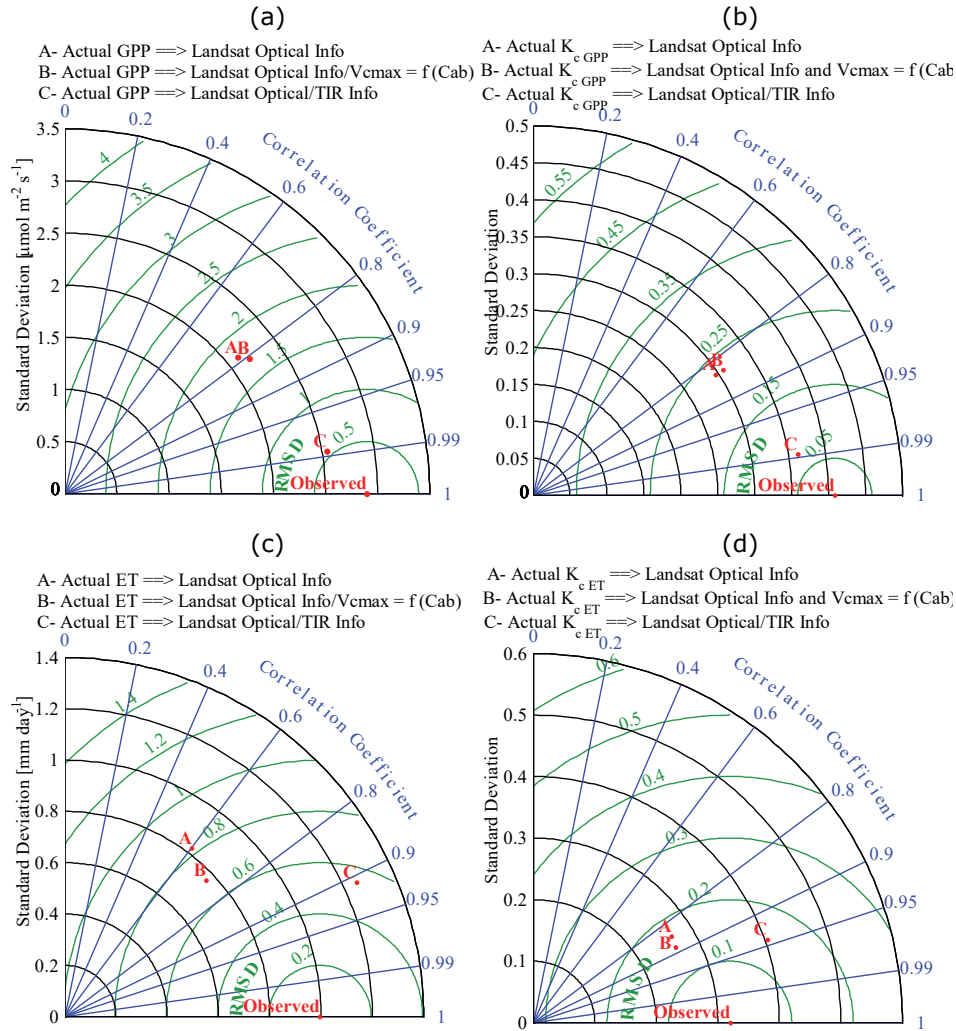 (a)
A- Actual GPP ==> Landsat Optical Info
B- Actual GPP ==> Landsat Optical Info/Vcmax = f (Cab)
C- Actual GPP ==> Landsat Optical/TIR Info
0
0.2
0.4
0.6
0.8
0.9
0.95
0.99
1
Correlation Coefficient
Standard Deviation [µmol m-2 s-1]
3.5
3
2.5
2
1.5
1
0.5
0
4
3.5
3
2.5
2
1.5
1
0.5
RMSD
A
B
C
Observed
(b)
A- Actual Kc GPP ==> Landsat Optical Info
B- Actual Kc GPP ==> Landsat Optical Info and Vcmax = f (Cab
C- Actual Kc GPP ==> Landsat Optical/TIR Info
0
0.2
0.4
0.6
0.8
0.9
0.95
0.99
1
Correlation Coefficient
Standard Deviation
0.5
0.45
0.4
0.35
0.3
0.25
0.2
0.15
0.1
0.05
0
0.55
0.45
0.35
0.25
0.15
0.05
RMSD
A
B
C
Observed
(c)
A- Actual ET ==> Landsat Optical Info
B- Actual ET ==> Landsat Optical Info/Vcmax = f (Cab)
C- Actual ET ==> Landsat Optical/TIR Info
0
0.2
0.4
0.6
0.8
0.9
0.95
0.99
1
Correlation Coefficient
Standard Deviation [mm day-1]
1.4
1.2
1
0.8
0.6
0.4
0.2
0
1.4
1.2
1
0.8
0.6
0.4
0.2
RMSD
A
B
C
Observed
(d)
A- Actual Kc ET ==> Landsat Optical Info
B- Actual Kc ET ==> Landsat Optical Info and Vcmax = f (Cab)
C- Actual Kc ET ==> Landsat Optical/TIR Info
0
0.2
0.4
0.6
0.8
0.9
0.95
0.99
1
Correlation Coefficient
Standard Deviation
0.6
0.5
0.4
0.3
0.2
0.1
0
0.6
0.5
0.4
0.3
0.2
0.1
RMSD
A
B
C
Observed